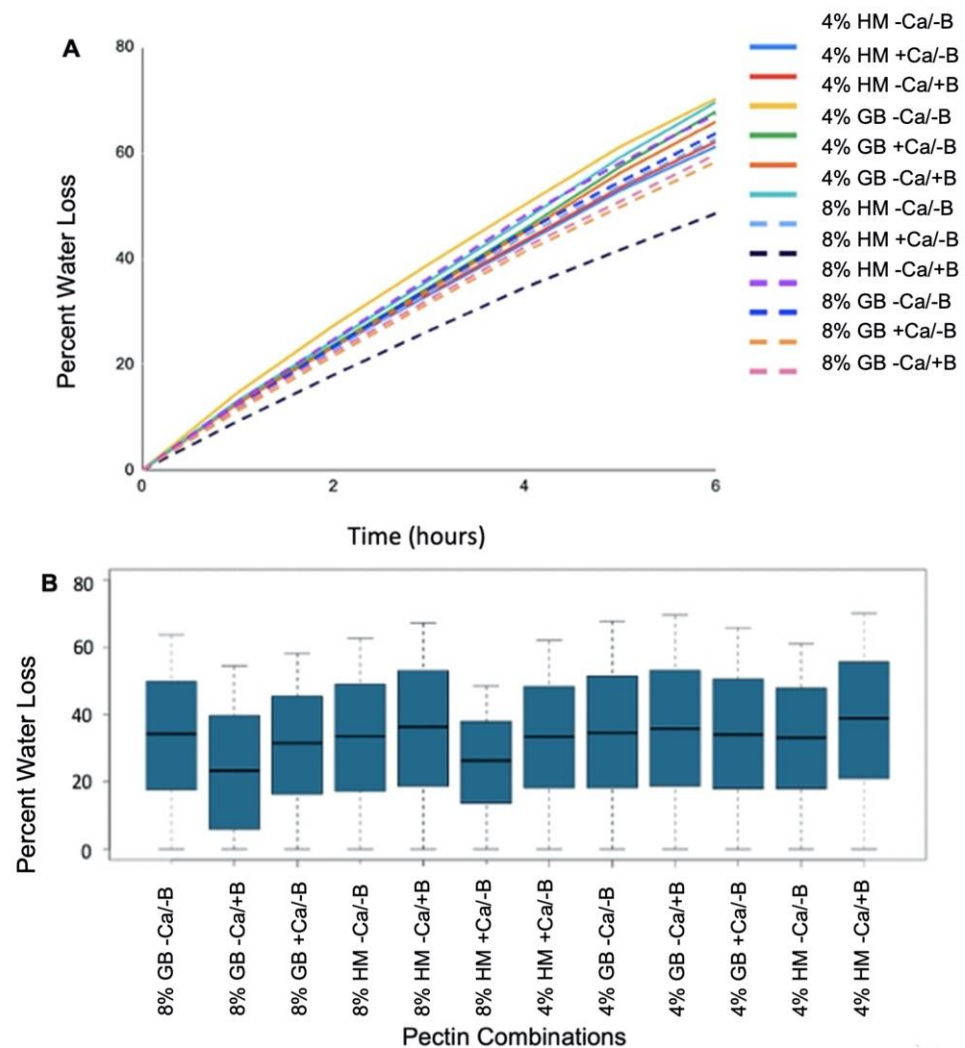 A
80
60
40
20
0
Percent Water Loss
0 2 4 6
Time (hours)
4% HM -Ca/-B
4% HM +Ca/-B
4% HM -Ca/+B
4% GB -Ca/-B
4% GB +Ca/-B
4% GB -Ca/+B
8% HM -Ca/-B
8% HM +Ca/-B
8% HM -Ca/+B
8% GB -Ca/-B
8% GB +Ca/-B
8% GB -Ca/+B
B
80
60
40
20
0
Percent Water Loss
8% GB -Ca/-B
8% GB -Ca/+B
8% GB +Ca/-B
8% HM -Ca/-B
8% HM -Ca/+B
8% HM +Ca/-B
4% HM +Ca/-B
4% GB -Ca/-B
4% GB -Ca/+B
4% GB +Ca/-B
4% HM -Ca/-B
4% HM -Ca/+B
Pectin Combinations